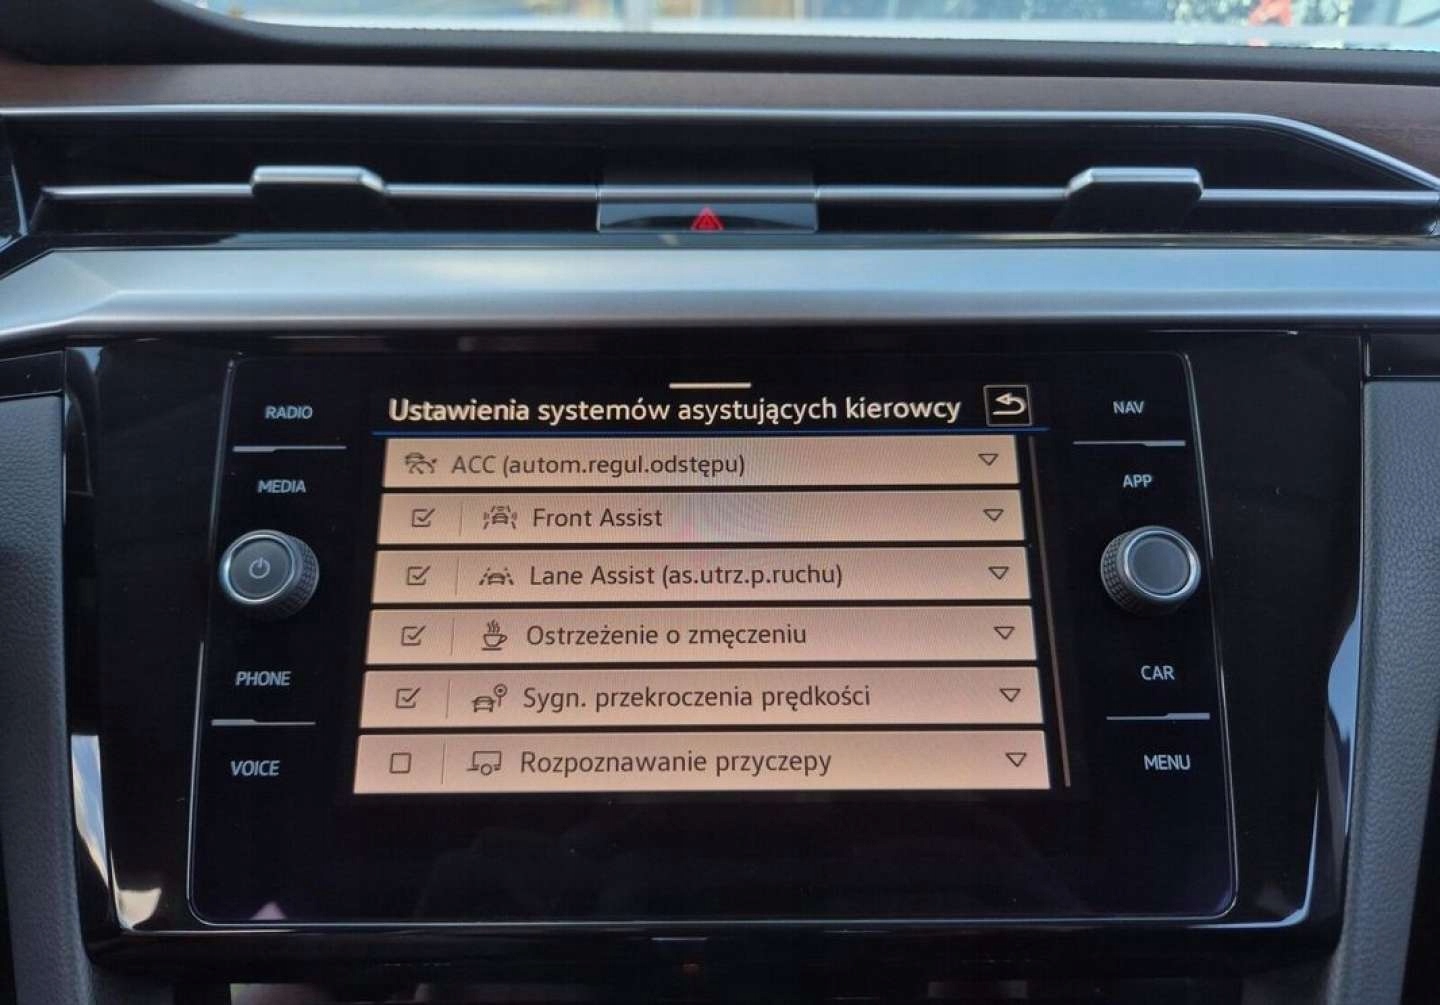 RADIO
MEDIA
PHONE
VOICE
Ustawienia systemów asystujących kierowcy
ACC (autom.regul.odstępu)
Front Assist
Lane Assist (as.utrz.p.ruchu)
Ostrzeżenie o zmęczeniu
Sygn. przekroczenia prędkości
Rozpoznawanie przyczepy
NAV
APP
CAR
MENU